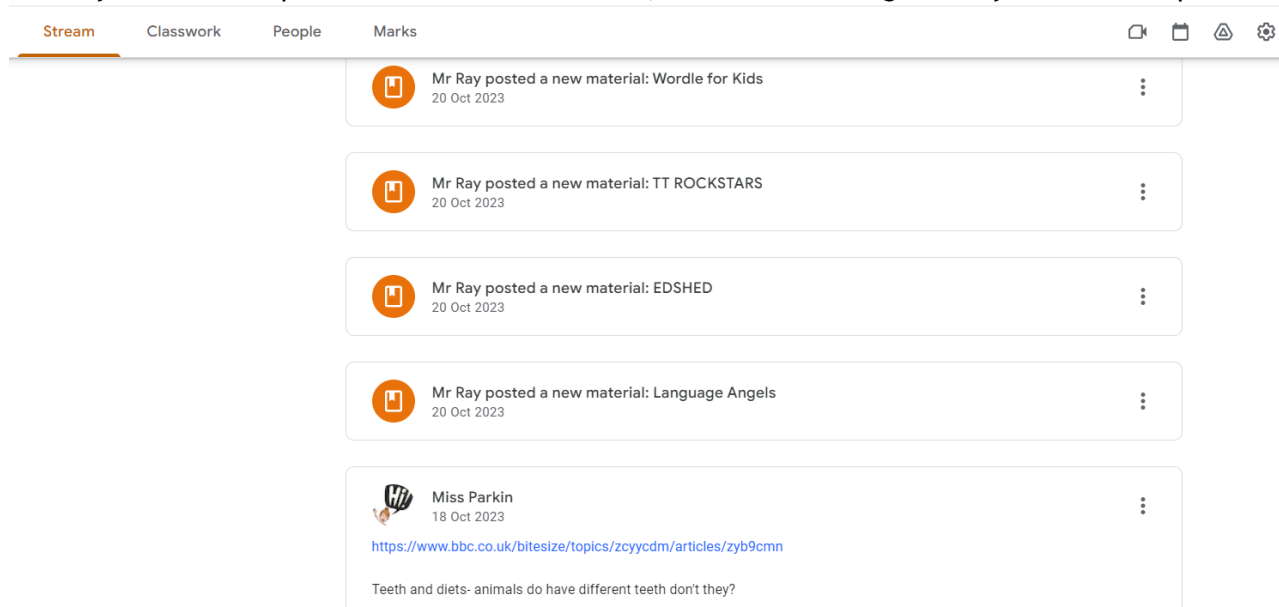 Stream Classwork People Marks
Mr Ray posted a new material: Wordle for Kids
20 Oct 2023
Mr Ray posted a new material: TT ROCKSTARS
20 Oct 2023
Mr Ray posted a new material: EDSHED
20 Oct 2023
Mr Ray posted a new material: Language Angels
20 Oct 2023
Hi!
Miss Parkin
18 Oct 2023
https://www.bbc.co.uk/bitesize/topics/zcyycdm/articles/zyb9cmn
Teeth and diets- animals do have different teeth don't they?